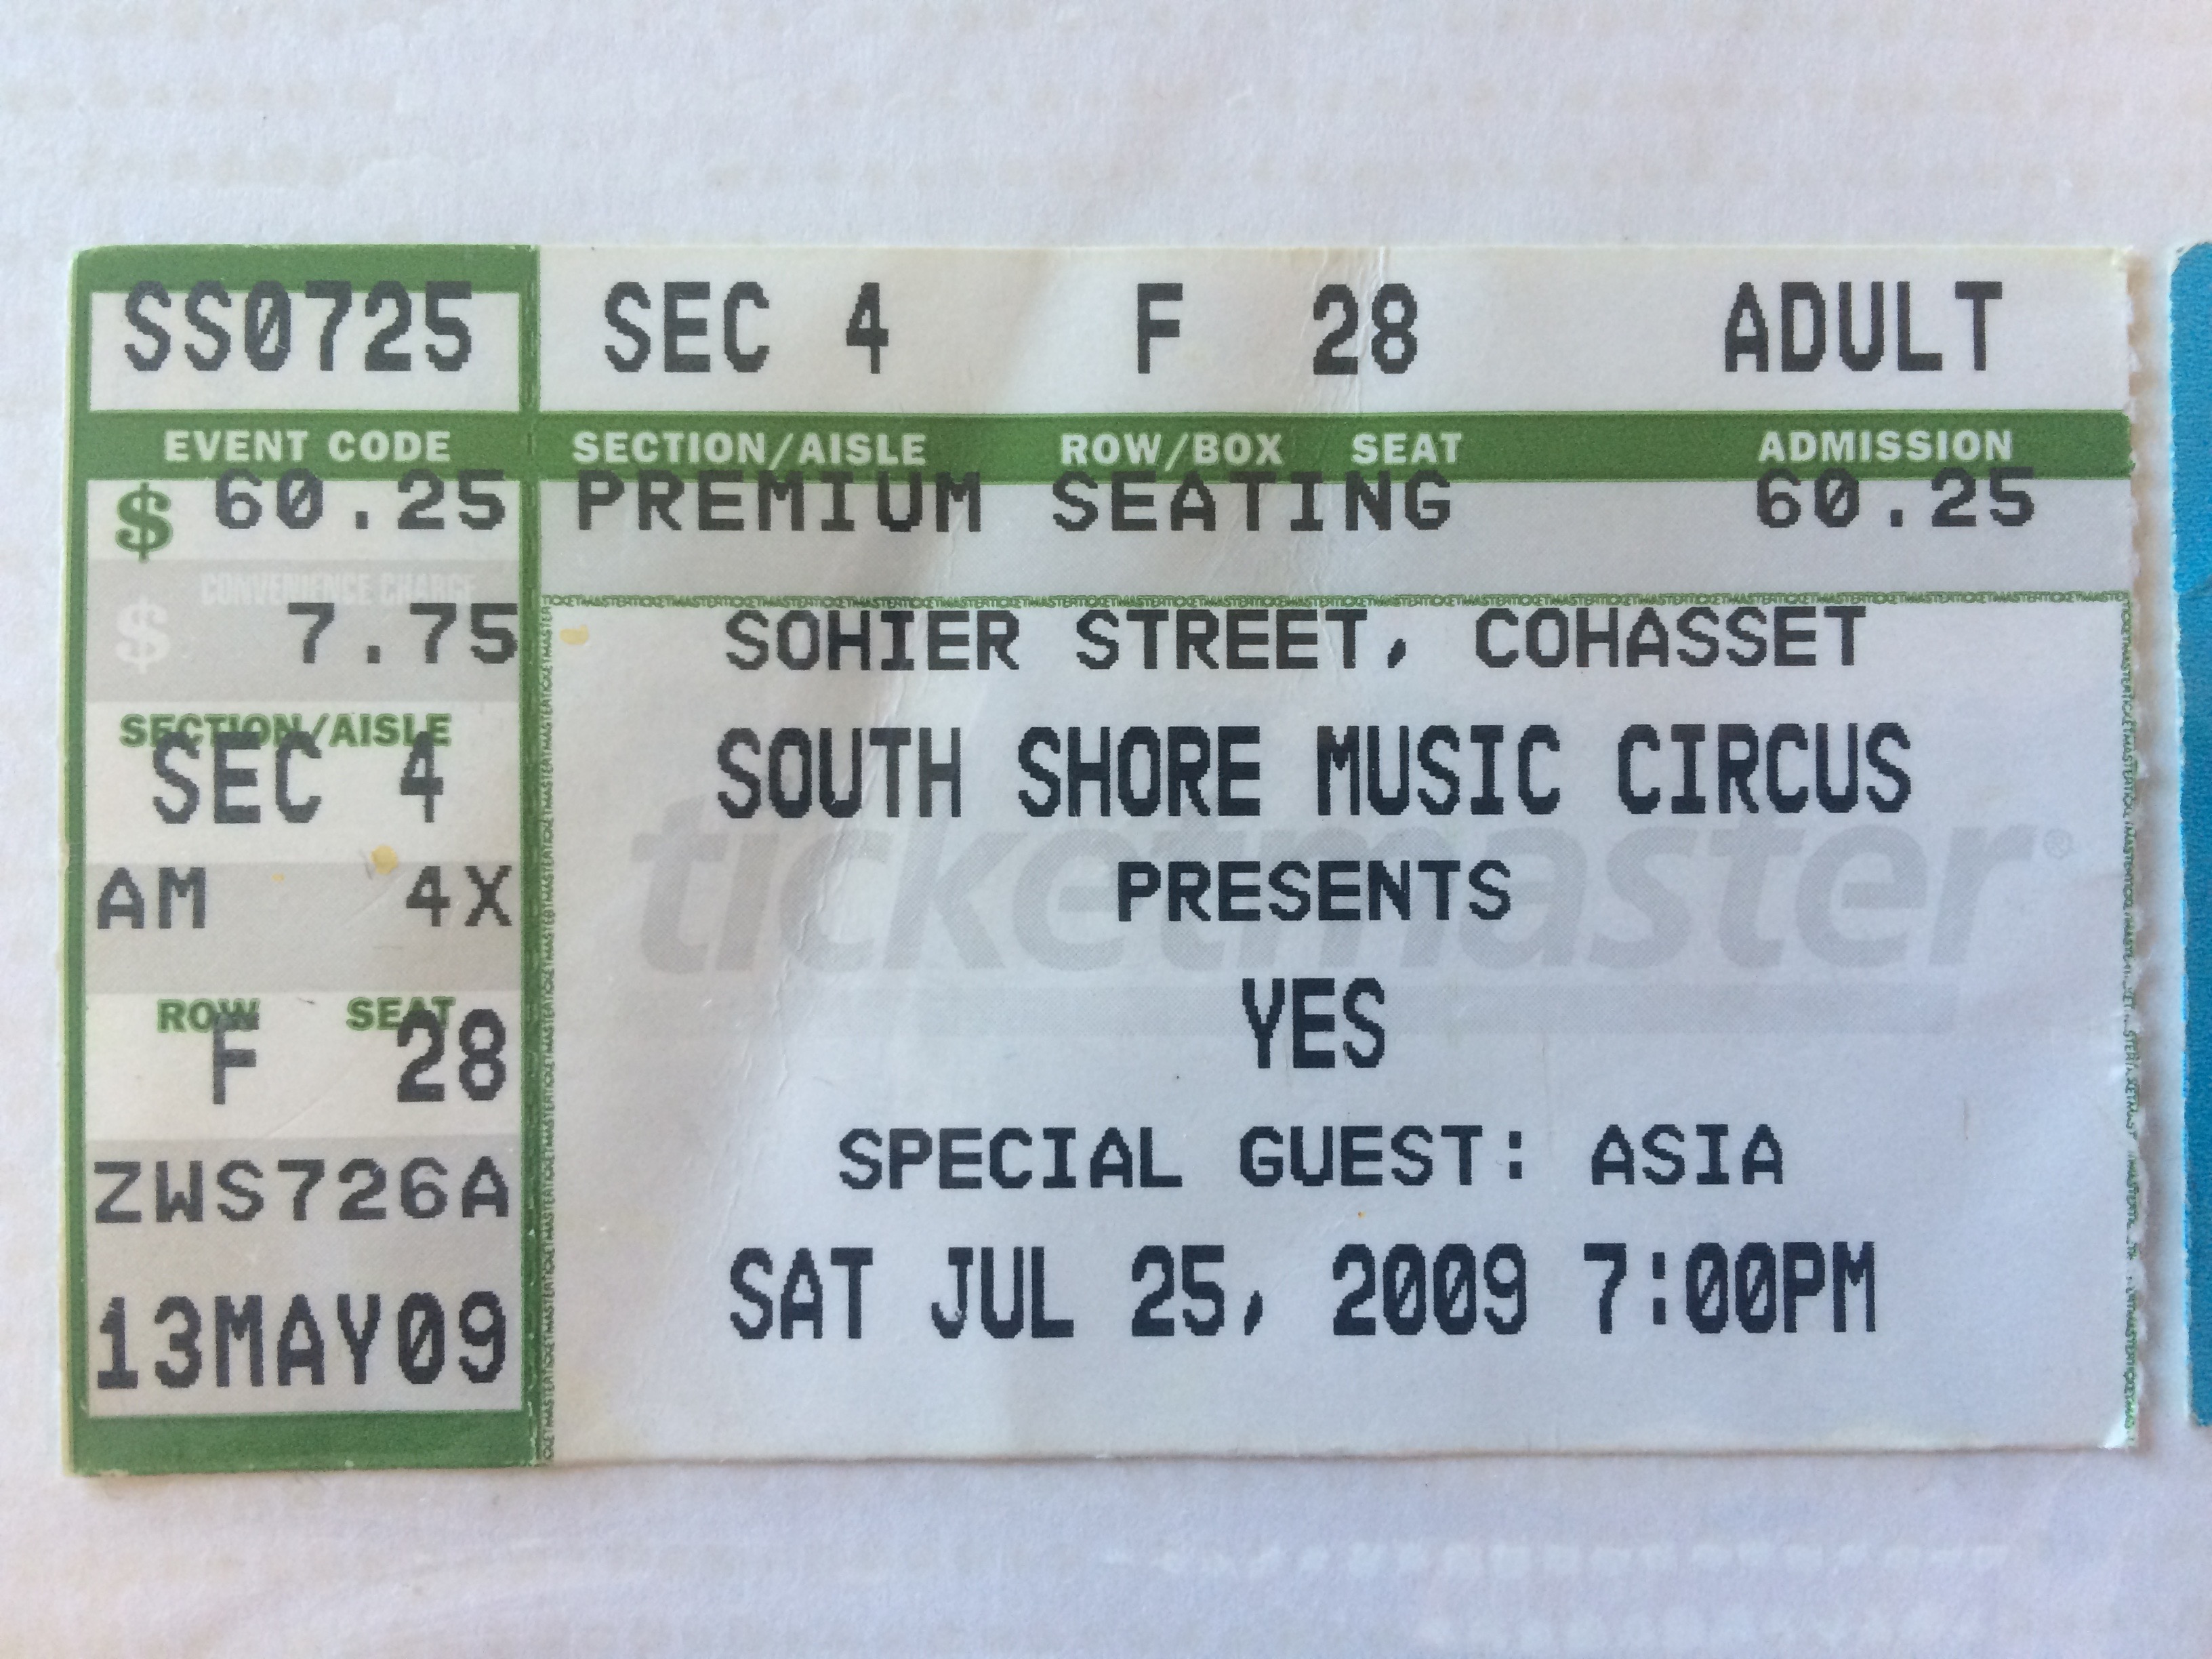 SS0725 SEC 4 F 28 ADULT
EVENT CODE SECTION/AISLE ROW/BOX SEAT ADMISSION
$ 60.25 PREMIUM SEATING 60.25
CONVENIENCE CHARGE
$ 7.75
SECTION/AISLE
SEC 4
AM 4X
ROW SEAT
F 28
ZWS726A
13MAY09
SOHIER STREET, COHASSET
SOUTH SHORE MUSIC CIRCUS
ticketmaster®
PRESENTS
YES
SPECIAL GUEST: ASIA
SAT JUL 25, 2009 7:00PM